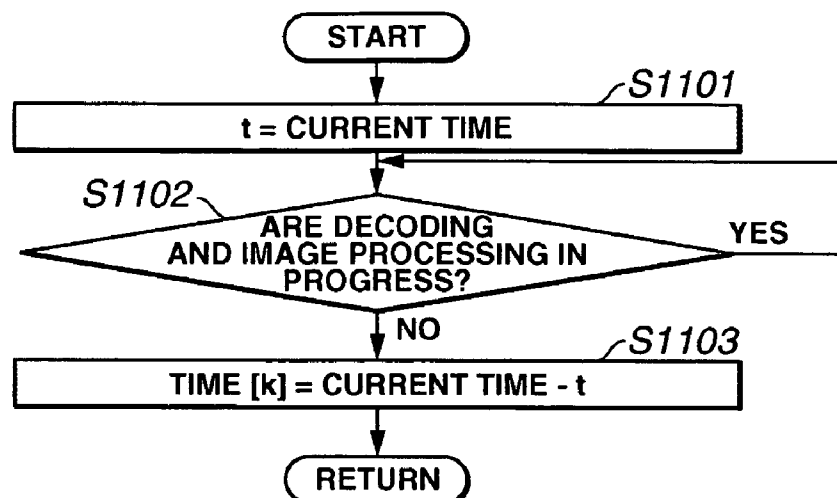 START
S1101
t = CURRENT TIME
S1102
ARE DECODING
AND IMAGE PROCESSING IN
PROGRESS?
YES
NO
S1103
TIME [k] = CURRENT TIME - t
RETURN